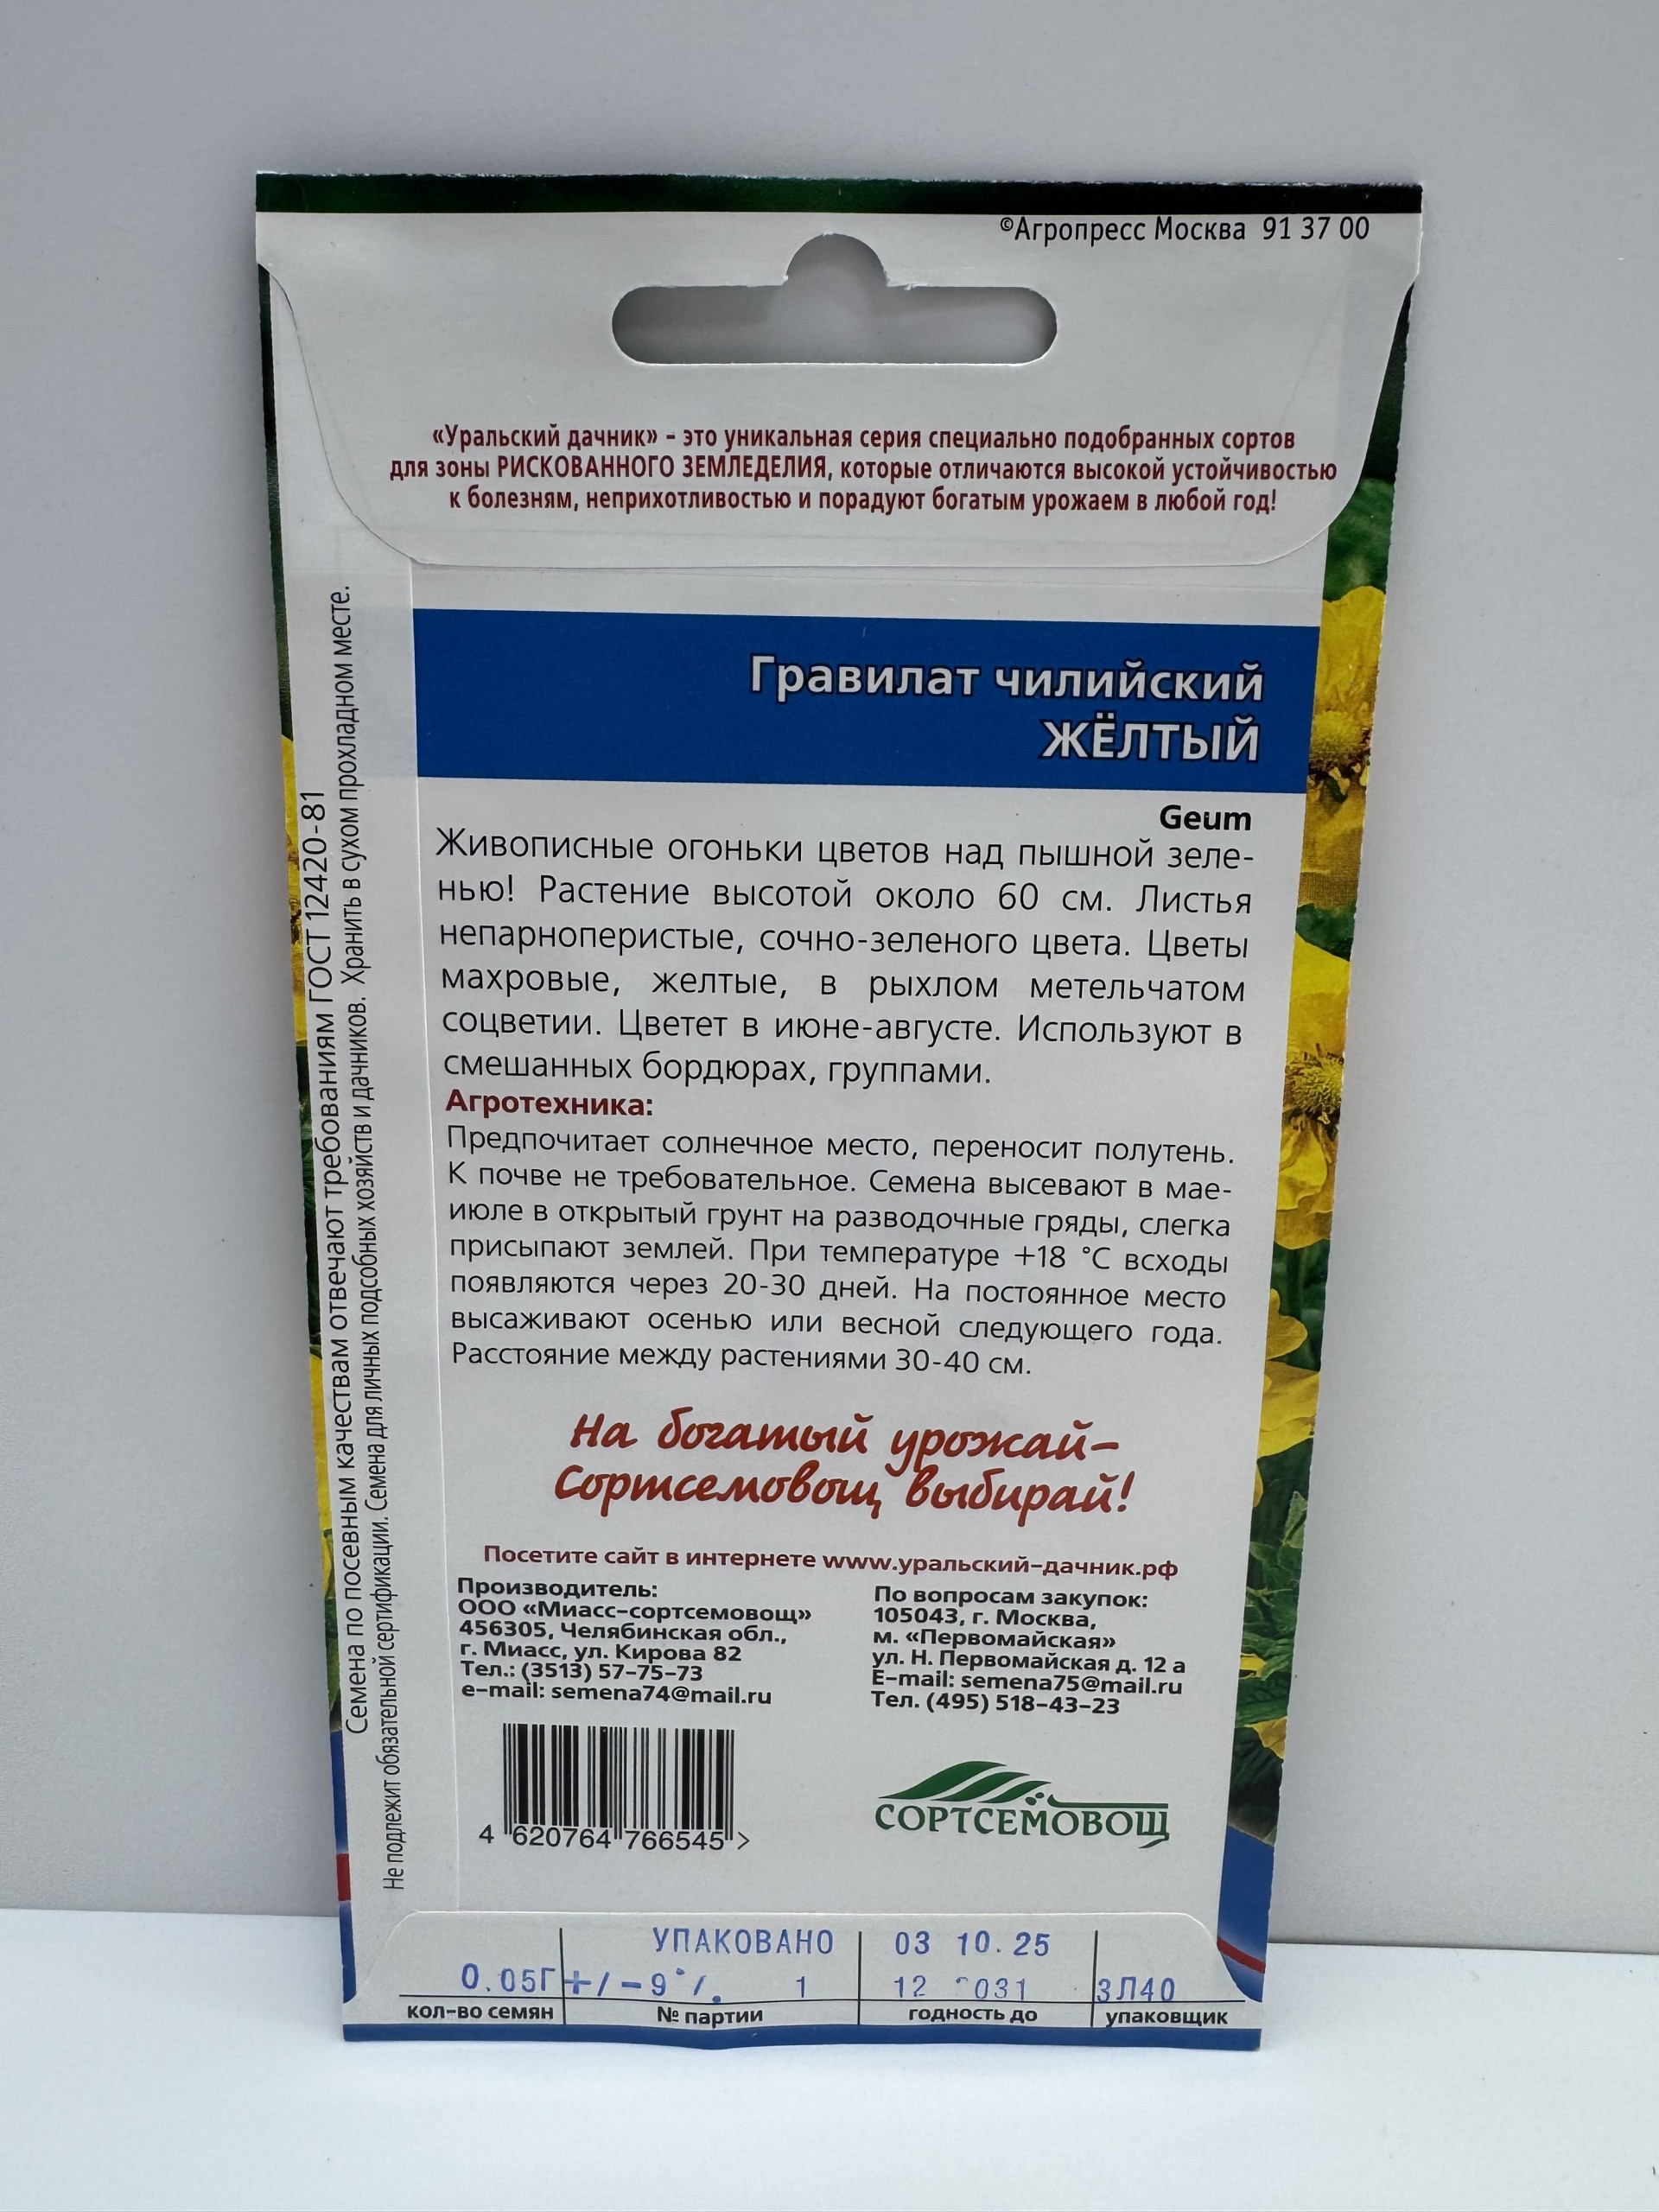 ©Агропресс Москва 91 37 00
«Уральский дачник» – это уникальная серия специально подобранных сортов
для зоны РИСКОВАННОГО ЗЕМЛЕДЕЛИЯ, которые отличаются высокой устойчивостью
к болезням, неприхотливостью и порадуют богатым урожаем в любой год!
Гравилат чилийский
ЖЁЛТЫЙ
Geum
Живописные огоньки цветов над пышной зеле-
нью! Растение высотой около 60 см. Листья
непарноперистые, сочно-зеленого цвета. Цветы
махровые, желтые, в рыхлом метельчатом
соцветии. Цветет в июне-августе. Используют в
смешанных бордюрах, группами.
Агротехника:
Предпочитает солнечное место, переносит полутень.
К почве не требовательное. Семена высевают в мае-
июле в открытый грунт на разводочные гряды, слегка
присыпают землей. При температуре +18 °С всходы
появляются через 20-30 дней. На постоянное место
высаживают осенью или весной следующего года.
Расстояние между растениями 30-40 см.
На богатый урожай–
Сортсемовощ выбирай!
Посетите сайт в интернете www.уральский–дачник.рф
Производитель:
ООО «Миасс–сортсемовощ»
456305, Челябинская обл.,
г. Миасс, ул. Кирова 82
Тел.: (3513) 57–75–73
e–mail: semena74@mail.ru
По вопросам закупок:
105043, г. Москва,
м. «Первомайская»
ул. Н. Первомайская д. 12 а
E–mail: semena75@mail.ru
Тел. (495) 518–43–23
4 620764 766545 >
СОРТСЕМОВОЩ
Семена по посевным качествам отвечают требованиям ГОСТ 12420-81
Не подлежит обязательной сертификации. Семена для личных подсобных хозяйств и дачников. Хранить в сухом прохладном месте.
УПАКОВАНО 03 10.25
0.05Г +/-9%. 1 12 031 ЗЛ40
кол–во семян № партии годность до упаковщик